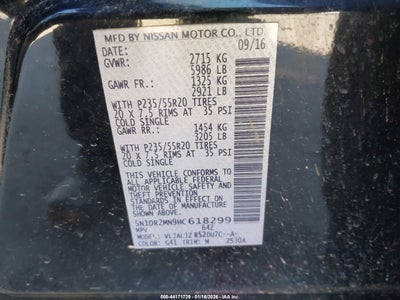 MFD BY NISSAN MOTOR CO., LTD.
DATE: 09/16
GVWR: 2715 KG
5986 LB
GAWR FR.: 1325 KG
2921 LB
WITH P235/55R20 TIRES
20 X 7.5 RIMS AT 35 PSI
COLD SINGLE
GAWR RR.: 1454 KG
3205 LB
WITH P235/55R20 TIRES
20 X 7.5 RIMS AT 35 PSI
COLD SINGLE
THIS VEHICLE CONFORMS TO ALL
APPLICABLE FEDERAL MOTOR
VEHICLE SAFETY AND THEFT
PREVENTION STANDARDS IN
EFFECT ON THE DATE OF
MANUFACTURE SHOWN ABOVE.
5N1DR2MN9HC618299
MPV 642
MODEL:
COLOR: G41 TRIM: M Z530A
000-44171729 01/18/2026 Copart